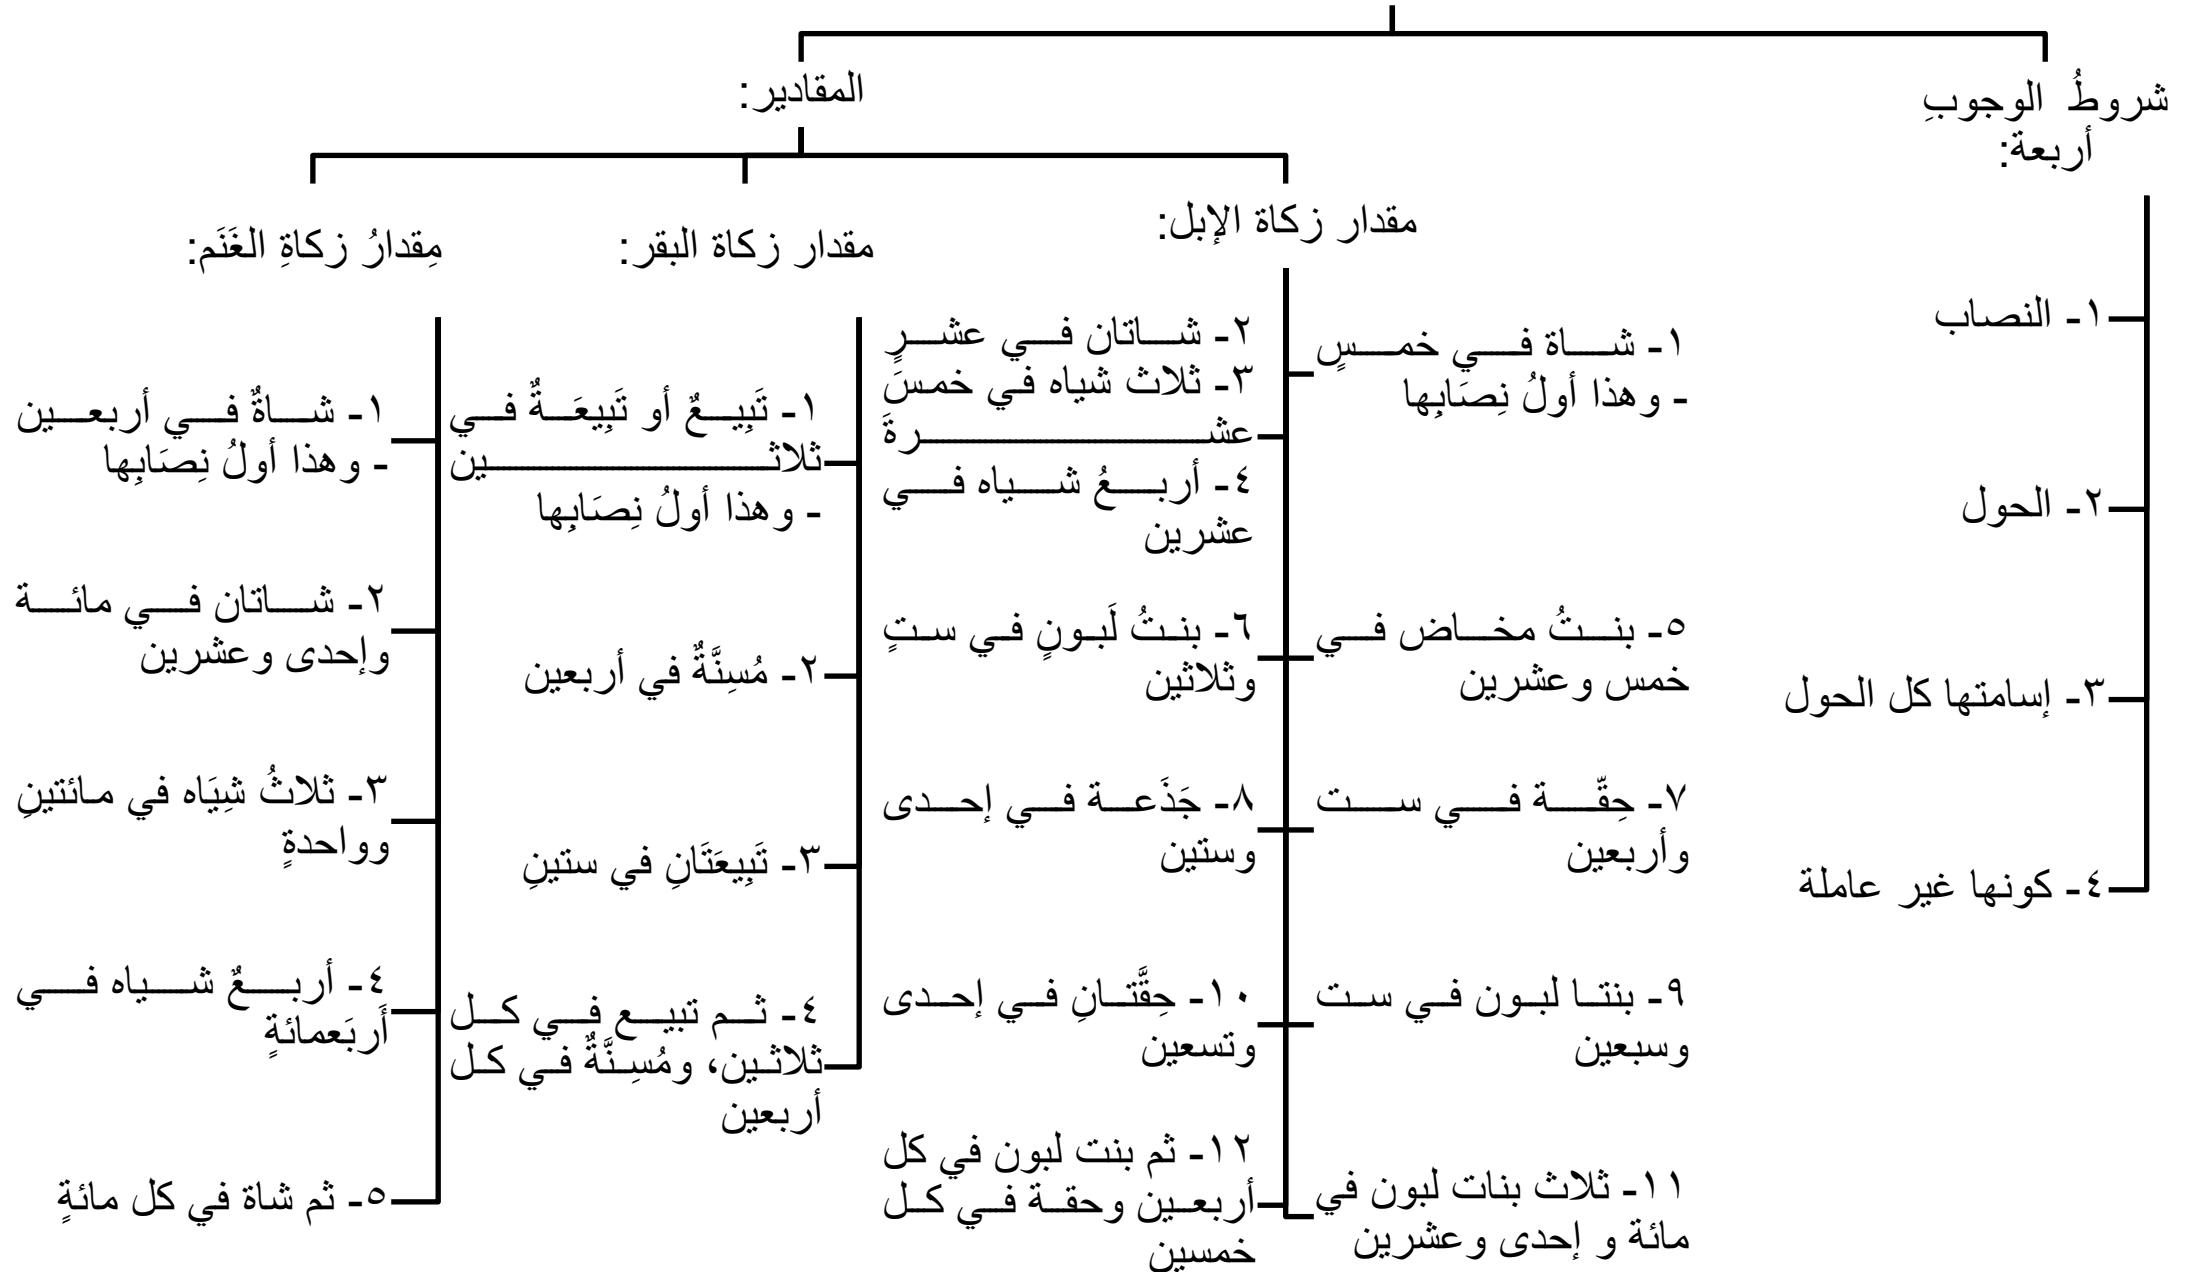 شروطُ الوجوبِ
أربعة:
١- النصاب
٢- الحول
٣- إسامتها كل الحول
٤- كونها غير عاملة
المقادير:
مقدار زكاة الإبل:
١- شاة في خمسٍ
- وهذا أولُ نِصَابِها
٢- شاتان في عشرٍ
٣- ثلاث شياه في خمسَ
عشرةَ
٤- أربعُ شياه في
عشرين
٥- بنتُ مخاض في
خمس وعشرين
٦- بنتُ لَبونٍ في ستٍ
وثلاثين
٧- حِقّة في ست
وأربعين
٨- جَذَعة في إحدى
وستين
٩- بنتا لبون في ست
وسبعين
١٠- حِقَّتانِ في إحدى
وتسعين
١١- ثلاث بنات لبون في
مائة و إحدى وعشرين
١٢- ثم بنت لبون في كل
أربعين وحقة في كل
خمسين
مقدار زكاة البقر:
١- تَبِيعٌ أو تَبِيعَةٌ في
ثلاثين
- وهذا أولُ نِصَابِها
٢- مُسِنَّةٌ في أربعين
٣- تَبِيعَتَانِ في ستينِ
٤- ثم تبيع في كل
ثلاثين، ومُسِنَّةٌ في كل
أربعين
مِقدارُ زكاةِ الغَنَم:
١- شاةٌ في أربعين
- وهذا أولُ نِصَابِها
٢- شاتان في مائة
وإحدى وعشرين
٣- ثلاثُ شِيَاه في مائتينِ
وواحدةٍ
٤- أربعٌ شياه في
أَربَعمائةٍ
٥- ثم شاة في كل مائةٍ